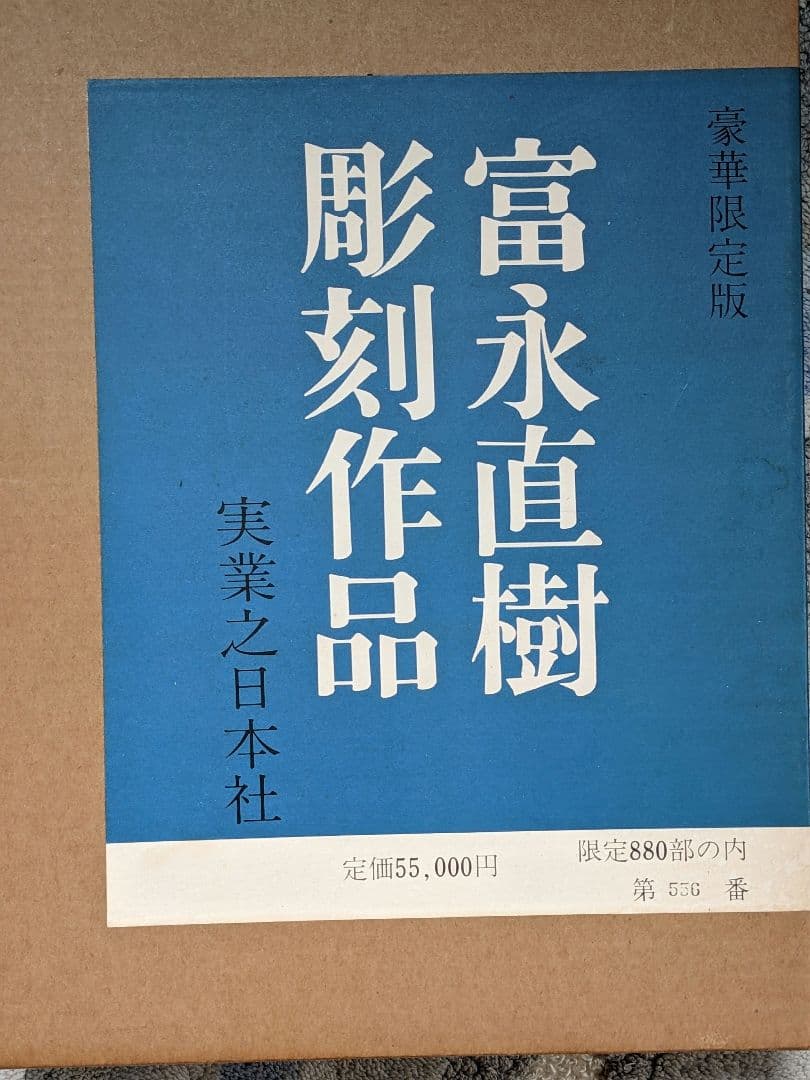 豪華限定版
富永直樹
彫刻作品
実業之日本社
定価55,000円
限定880部の内
第 536 番